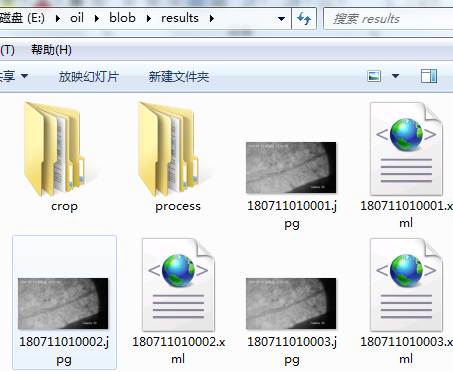 磁盘 (E:) ▸ oil ▸ blob ▸ results ▸
搜索 results
(T) 帮助(H)
共享 放映幻灯片 新建文件夹
crop
process
180711010001.j
pg
180711010001.x
ml
180711010002.j
pg
180711010002.x
ml
180711010003.j
pg
180711010003.x
ml